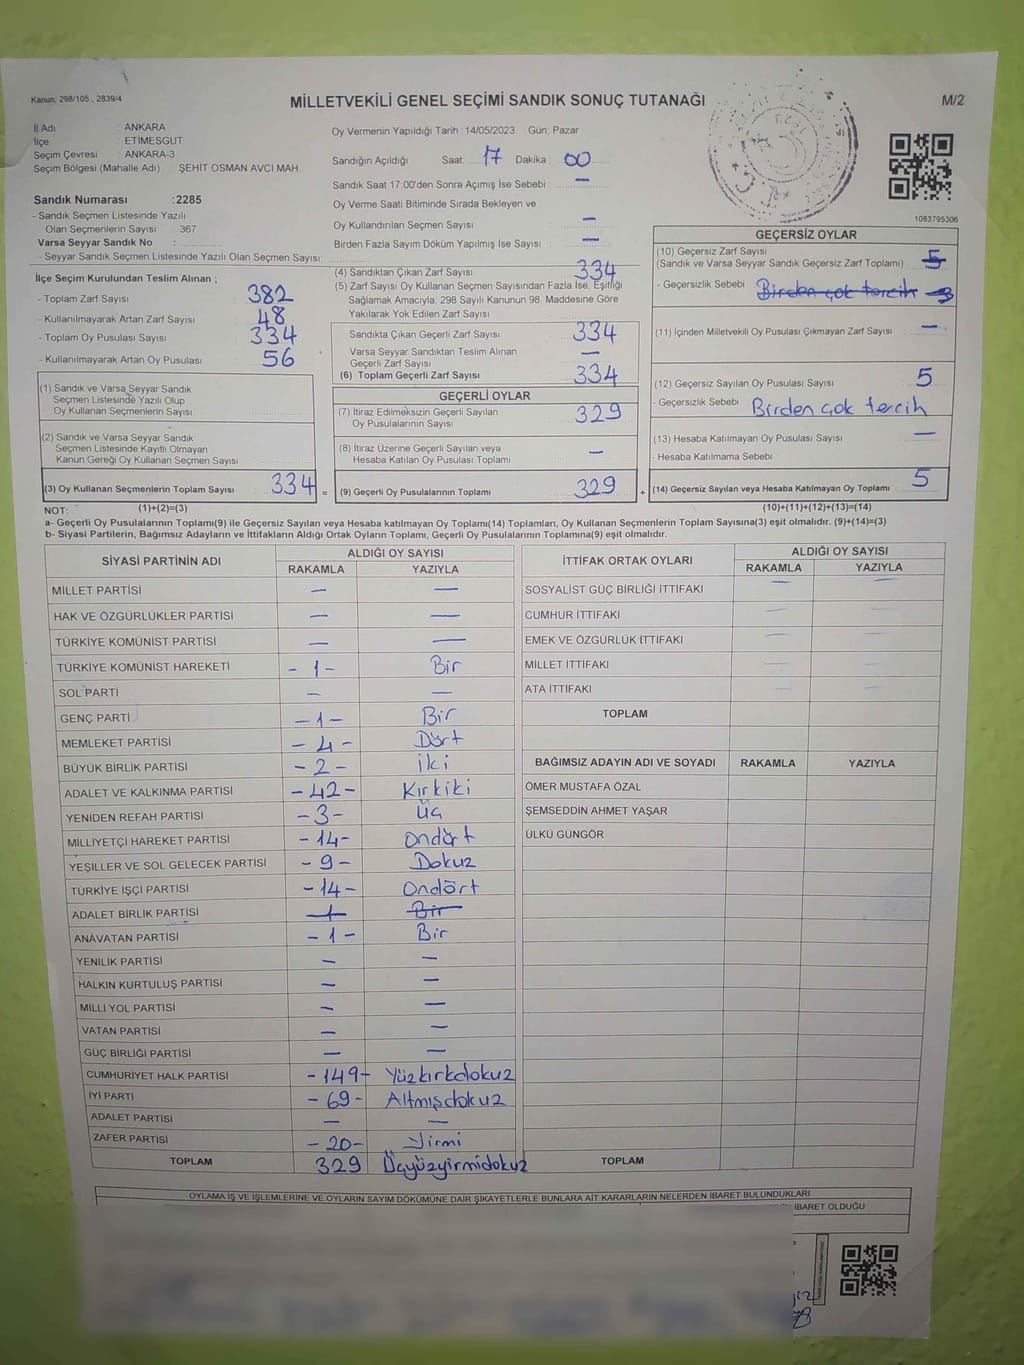 Kanun: 298/105 , 2839/4
MİLLETVEKİLİ GENEL SEÇİMİ SANDIK SONUÇ TUTANAĞI
M/2
İl Adı : ANKARA
İlçe : ETİMESGUT
Seçim Çevresi : ANKARA-3
Seçim Bölgesi (Mahalle Adı) ŞEHİT OSMAN AVCI MAH.
Oy Vermenin Yapıldığı Tarih : 14/05/2023 Gün: Pazar
Sandığın Açıldığı Saat: 17 Dakika : 00
Sandık Saat 17:00'den Sonra Açımış İse Sebebi : —
Oy Verme Saati Bitiminde Sırada Bekleyen ve
Oy Kullandırılan Seçmen Sayısı : —
Birden Fazla Sayım Döküm Yapılmış İse Sayısı : —
1083795306
Sandık Numarası :2285
- Sandık Seçmen Listesinde Yazılı
Olan Seçmenlerin Sayısı : 367
Varsa Seyyar Sandık No :
- Seyyar Sandık Seçmen Listesinde Yazılı Olan Seçmen Sayısı:
İlçe Seçim Kurulundan Teslim Alınan ;
- Toplam Zarf Sayısı : 382
- Kullanılmayarak Artan Zarf Sayısı : 48
- Toplam Oy Pusulası Sayısı : 334
- Kullanılmayarak Artan Oy Pusulası : 56
(1) Sandık ve Varsa Seyyar Sandık
Seçmen Listesinde Yazılı Olup
Oy Kullanan Seçmenlerin Sayısı :
(2) Sandık ve Varsa Seyyar Sandık
Seçmen Listesinde Kayıtlı Olmayan
Kanun Gereği Oy Kullanan Seçmen Sayısı :
(3) Oy Kullanan Seçmenlerin Toplam Sayısı : 334 =
(4) Sandıktan Çıkan Zarf Sayısı : 334
(5) Zarf Sayısı Oy Kullanan Seçmen Sayısından Fazla İse, Eşitliği
Sağlamak Amacıyla, 298 Sayılı Kanunun 98. Maddesine Göre
Yakılarak Yok Edilen Zarf Sayısı :
Sandıkta Çıkan Geçerli Zarf Sayısı : 334
Varsa Seyyar Sandıktan Teslim Alınan
Geçerli Zarf Sayısı : —
(6) Toplam Geçerli Zarf Sayısı : 334
GEÇERLİ OYLAR
(7) İtiraz Edilmeksizin Geçerli Sayılan
Oy Pusulalarının Sayısı : 329
(8) İtiraz Üzerine Geçerli Sayılan veya
Hesaba Katılan Oy Pusulası Toplamı : —
(9) Geçerli Oy Pusulalarının Toplamı : 329 +
GEÇERSİZ OYLAR
(10) Geçersiz Zarf Sayısı
(Sandık ve Varsa Seyyar Sandık Geçersiz Zarf Toplamı) : 5
- Geçersizlik Sebebi : Birden çok tercih
(11) İçinden Milletvekili Oy Pusulası Çıkmayan Zarf Sayısı : —
(12) Geçersiz Sayılan Oy Pusulası Sayısı : 5
- Geçersizlik Sebebi : Birden çok tercih
(13) Hesaba Katılmayan Oy Pusulası Sayısı : —
- Hesaba Katılmama Sebebi :
(14) Geçersiz Sayılan veya Hesaba Katılmayan Oy Toplamı : 5
NOT: (1)+(2)=(3) (10)+(11)+(12)+(13)=(14)
a- Geçerli Oy Pusulalarının Toplamı(9) ile Geçersiz Sayılan veya Hesaba katılmayan Oy Toplamı(14) Toplamları, Oy Kullanan Seçmenlerin Toplam Sayısına(3) eşit olmalıdır. (9)+(14)=(3)
b- Siyasi Partilerin, Bağımsız Adayların ve İttifakların Aldığı Ortak Oyların Toplamı, Geçerli Oy Pusulalarının Toplamına(9) eşit olmalıdır.
SİYASİ PARTİNİN ADI ALDIĞI OY SAYISI
RAKAMLA YAZIYLA
MİLLET PARTİSİ — —
HAK VE ÖZGÜRLÜKLER PARTİSİ — —
TÜRKİYE KOMÜNİST PARTİSİ — —
TÜRKİYE KOMÜNİST HAREKETİ -1- Bir
SOL PARTİ — —
GENÇ PARTİ -1- Bir
MEMLEKET PARTİSİ -4- Dört
BÜYÜK BİRLİK PARTİSİ -2- İki
ADALET VE KALKINMA PARTİSİ -42- Kırkiki
YENİDEN REFAH PARTİSİ -3- Üç
MİLLİYETÇİ HAREKET PARTİSİ -14- Ondört
YEŞİLLER VE SOL GELECEK PARTİSİ -9- Dokuz
TÜRKİYE İŞÇİ PARTİSİ -14- Ondört
ADALET BİRLİK PARTİSİ 1 Bir
ANAVATAN PARTİSİ -1- Bir
YENİLİK PARTİSİ — —
HALKIN KURTULUŞ PARTİSİ — —
MİLLİ YOL PARTİSİ — —
VATAN PARTİSİ — —
GÜÇ BİRLİĞİ PARTİSİ — —
CUMHURİYET HALK PARTİSİ -149- Yüzkırkdokuz
İYİ PARTİ -69- Altmışdokuz
ADALET PARTİSİ — —
ZAFER PARTİSİ -20- Yirmi
TOPLAM 329 Üçyüzyirmidokuz
İTTİFAK ORTAK OYLARI ALDIĞI OY SAYISI
RAKAMLA YAZIYLA
SOSYALİST GÜÇ BİRLİĞİ İTTİFAKI — —
CUMHUR İTTİFAKI — —
EMEK VE ÖZGÜRLÜK İTTİFAKI — —
MİLLET İTTİFAKI — —
ATA İTTİFAKI — —
TOPLAM
BAĞIMSIZ ADAYIN ADI VE SOYADI RAKAMLA YAZIYLA
ÖMER MUSTAFA ÖZAL
ŞEMSEDDİN AHMET YAŞAR
ÜLKÜ GÜNGÖR
TOPLAM
OYLAMA İŞ VE İŞLEMLERİNE VE OYLARIN SAYIM DÖKÜMÜNE DAİR ŞİKAYETLERLE BUNLARA AİT KARARLARIN NELERDEN İBARET BULUNDUKLARI
İBARET OLDUĞU